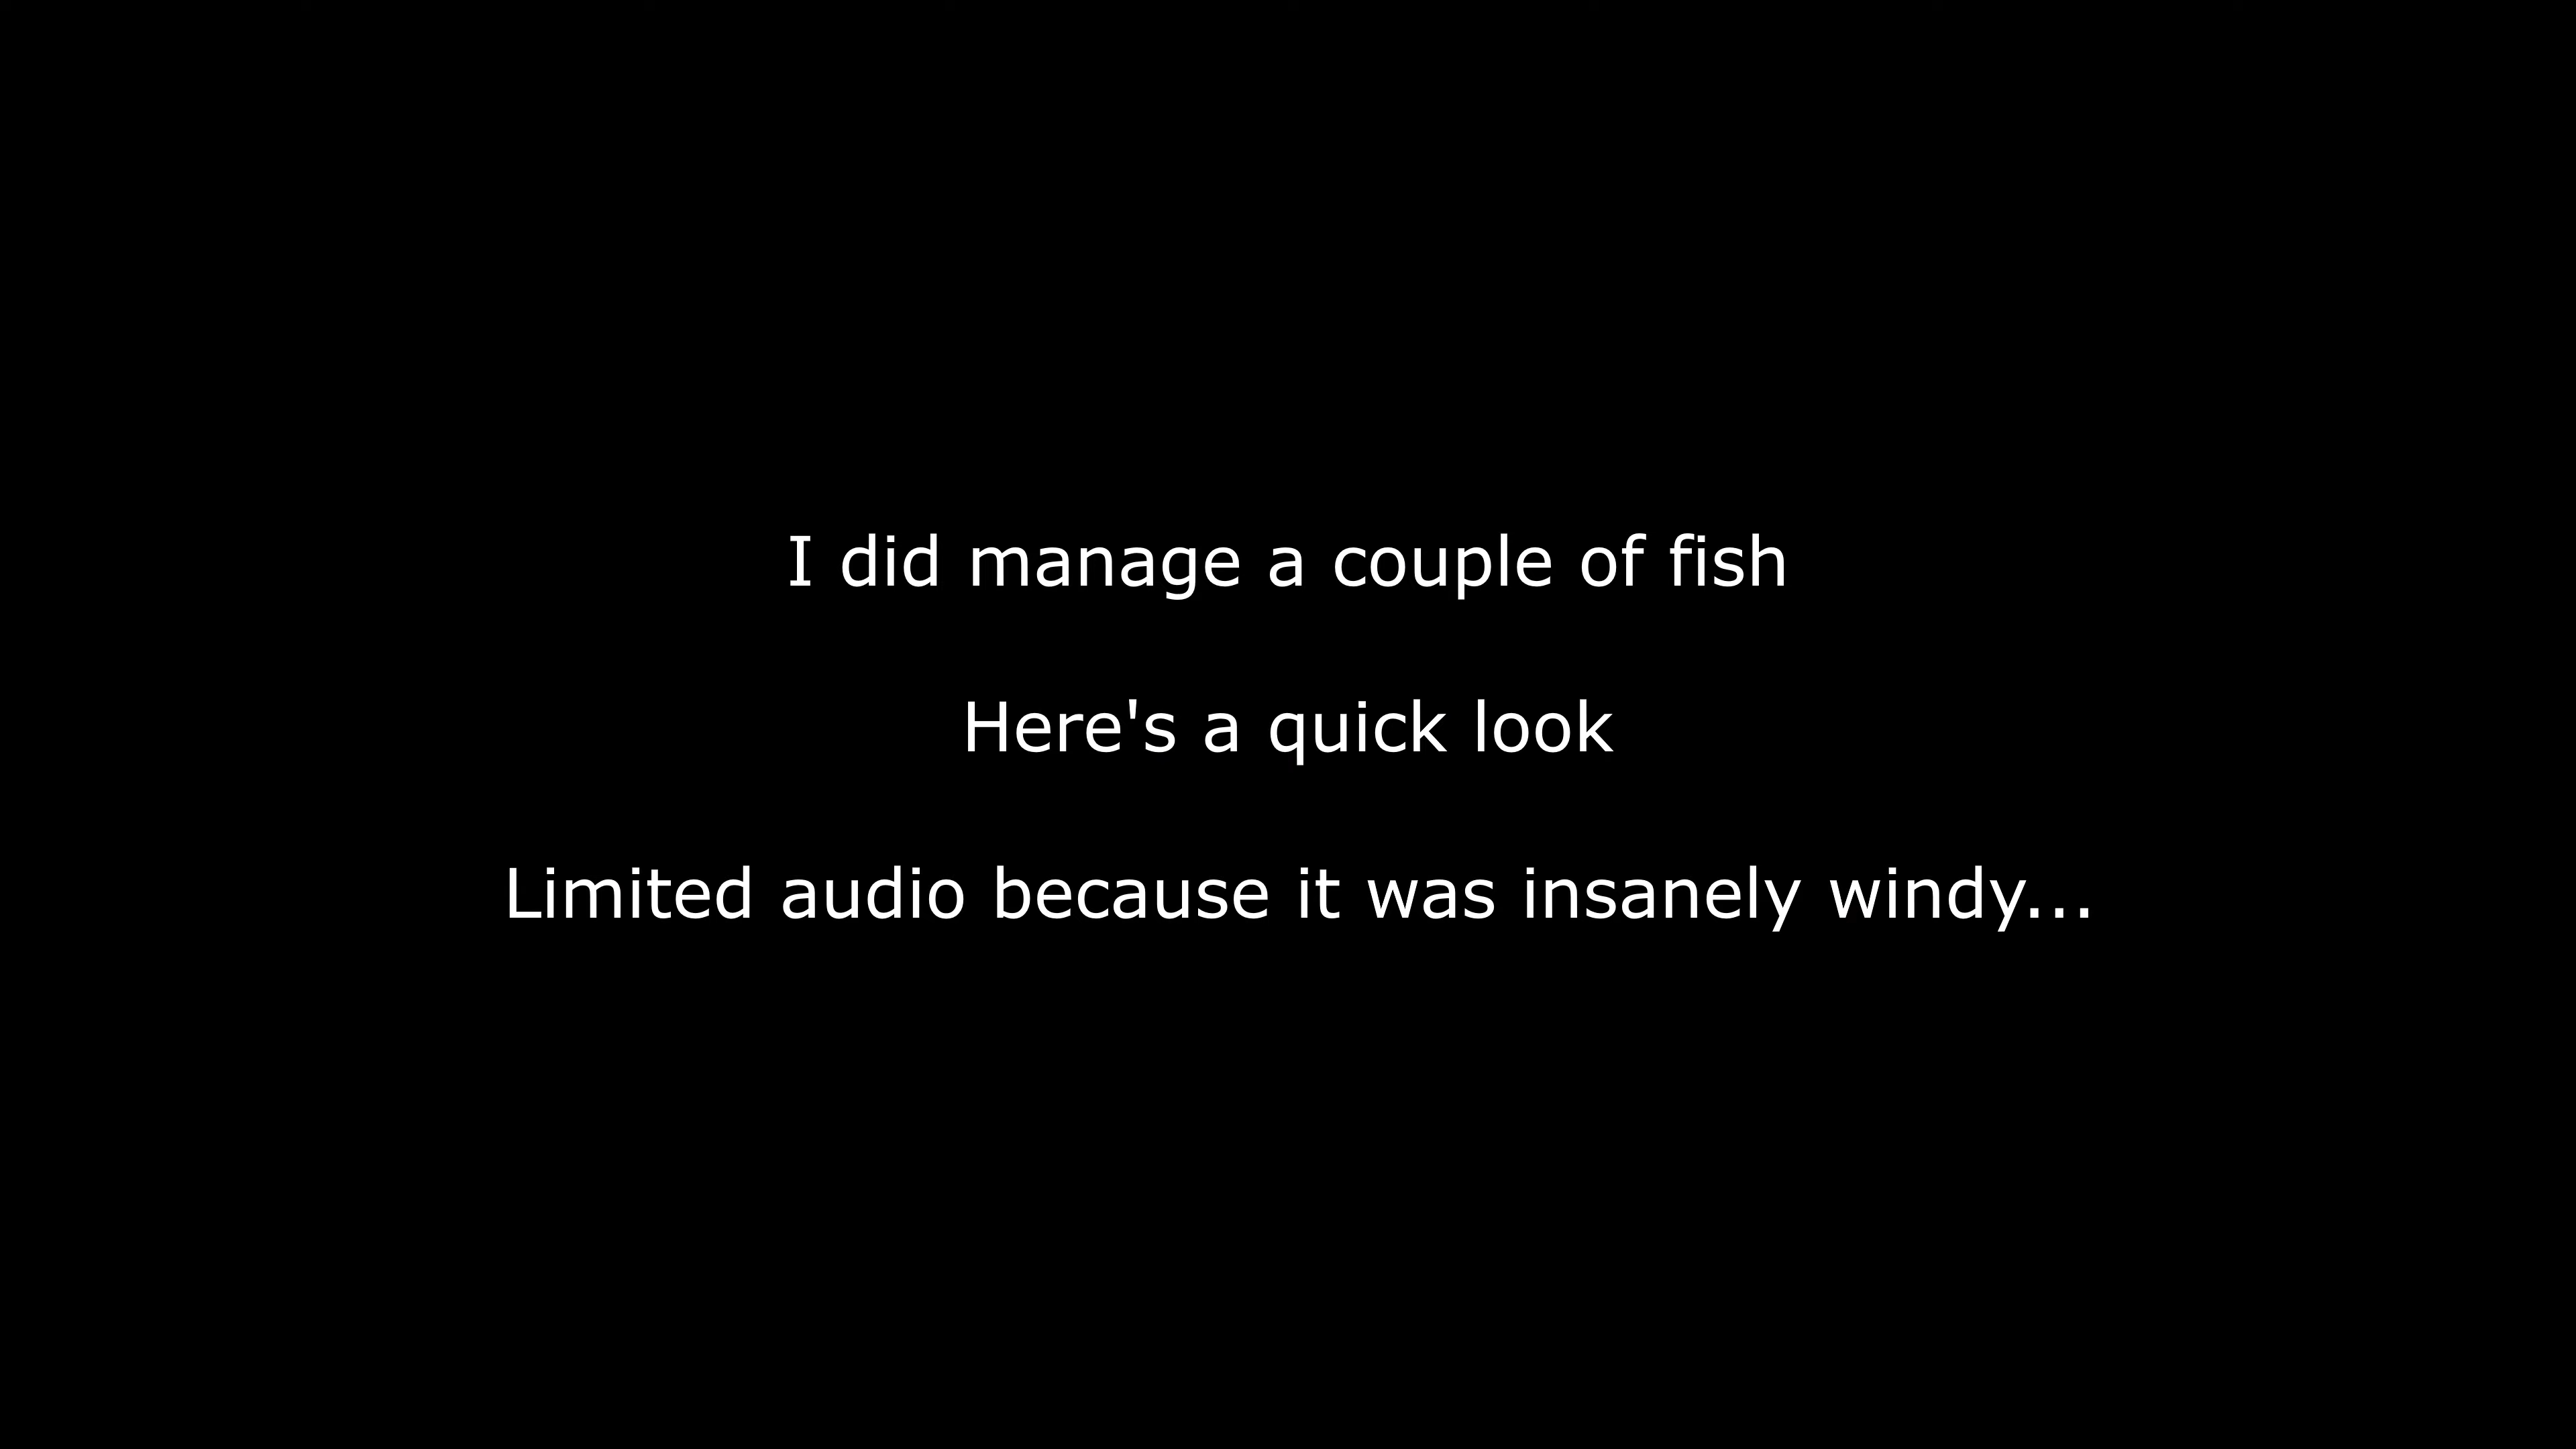 I did manage a couple of fish
Here's a quick look
Limited audio because it was insanely windy...